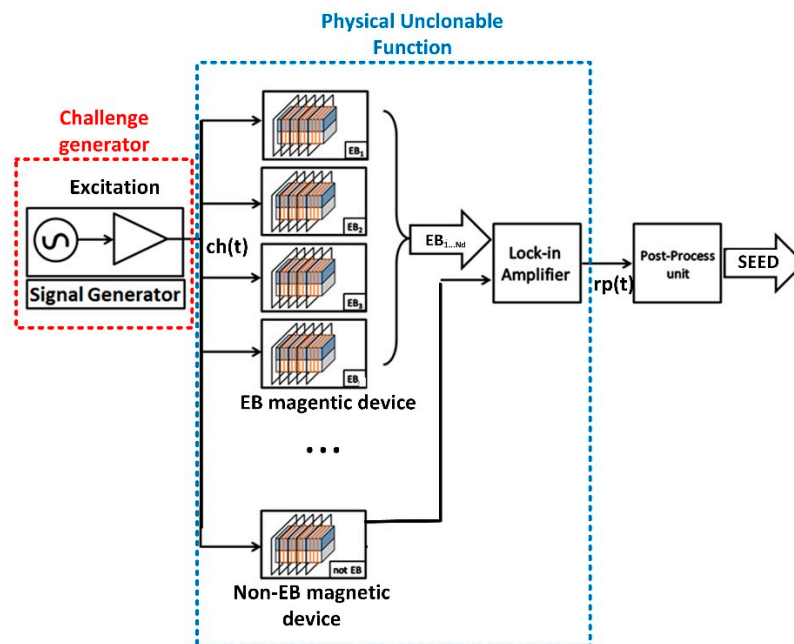 Physical Unclonable
Function
Challenge
generator
Excitation
Signal Generator
ch(t)
EB1
EB2
EB3
EB
EB magentic device
...
not EB
Non-EB magnetic
device
EB1...Nd
Lock-in
Amplifier
rp(t)
Post-Process
unit
SEED